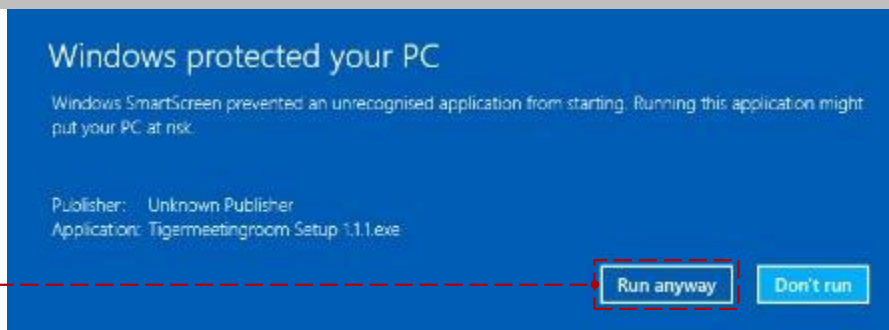 Windows protected your PC
Windows SmartScreen prevented an unrecognised application from starting. Running this application might
put your PC at risk.
Publisher: Unknown Publisher
Application: Tigermeetingroom Setup 1.1.1.exe
Run anyway Don't run